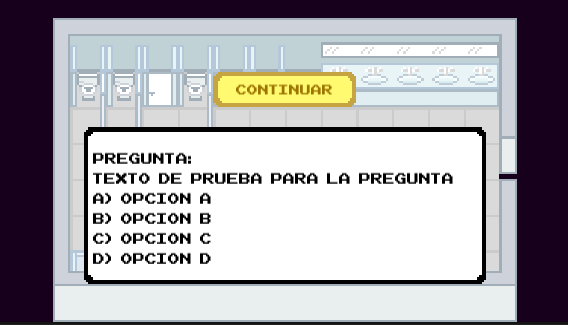 CONTINUAR
PREGUNTA:
TEXTO DE PRUEBA PARA LA PREGUNTA
A) OPCION A
B) OPCION B
C) OPCION C
D) OPCION D